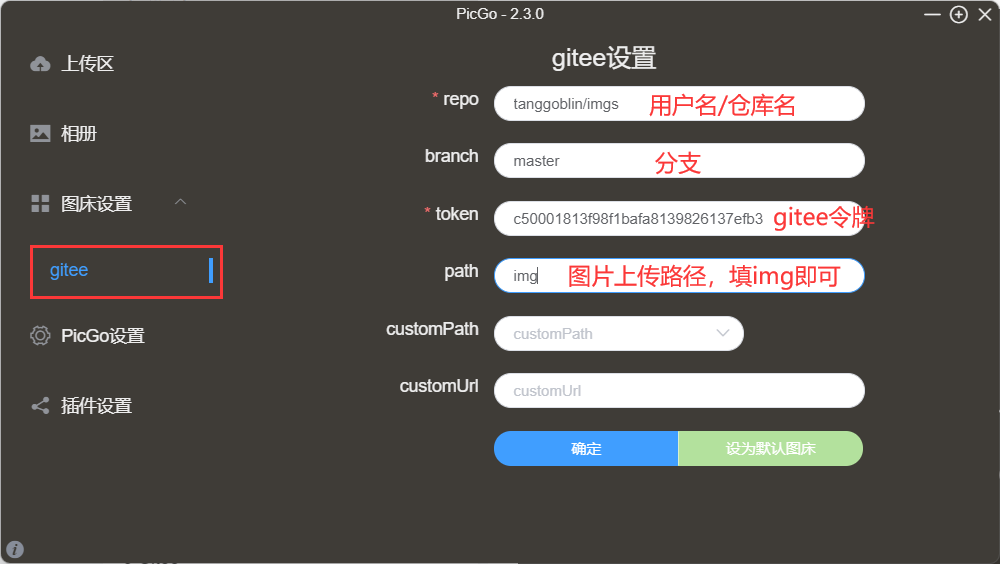 PicGo - 2.3.0
上传区
相册
图床设置
gitee
PicGo设置
插件设置
gitee设置
* repo tanggoblin/imgs 用户名/仓库名
branch master 分支
* token c50001813f98f1bafa8139826137efb3 gitee令牌
path img 图片上传路径，填img即可
customPath customPath
customUrl customUrl
确定 设为默认图床